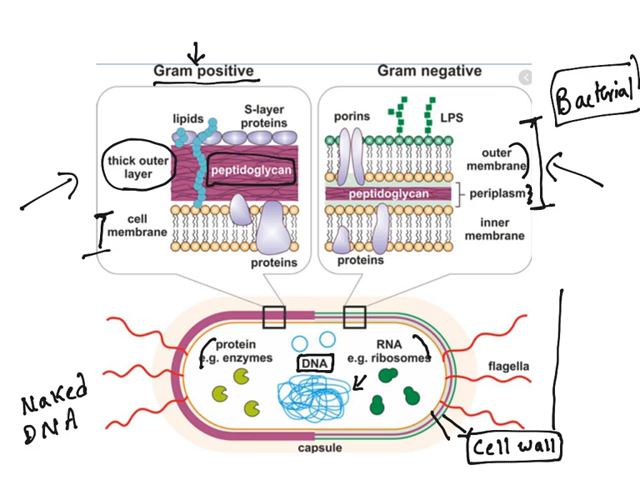 Gram positive
Gram negative
Bacterial
lipids
S-layer
proteins
thick outer
layer
peptidoglycan
cell
membrane
proteins
porins
LPS
outer
membrane
peptidoglycan
periplasm
inner
membrane
proteins
protein
e.g. enzymes
DNA
RNA
e.g. ribosomes
flagella
Naked
DNA
capsule
Cell wall